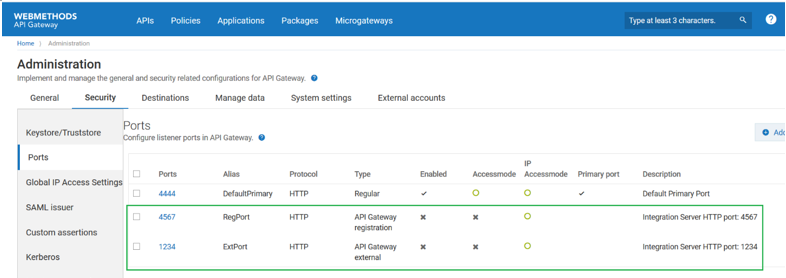 WEBMETHODS
API Gateway
APIs Policies Applications Packages Microgateways
Type at least 3 characters.
?
Home > Administration
Administration
Implement and manage the general and security related configurations for API Gateway. ?
General Security Destinations Manage data System settings External accounts
Keystore/Truststore
Ports
Global IP Access Settings
SAML issuer
Custom assertions
Kerberos
Ports
Configure listener ports in API Gateway. ?
Add
Ports Alias Protocol Type Enabled Accessmode IP Accessmode Primary port Description
4444 DefaultPrimary HTTP Regular Default Primary Port
4567 RegPort HTTP API Gateway registration Integration Server HTTP port: 4567
1234 ExtPort HTTP API Gateway external Integration Server HTTP port: 1234